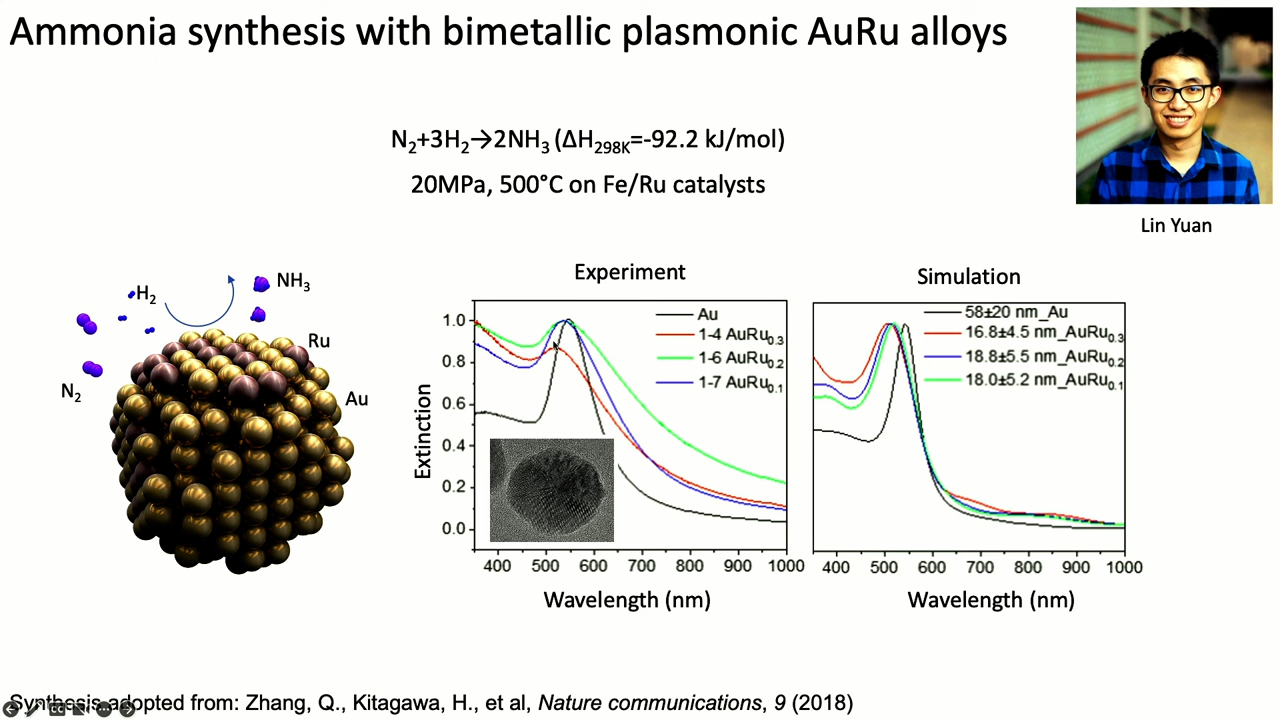 Ammonia synthesis with bimetallic plasmonic AuRu alloys
N₂+3H₂→2NH₃ (ΔH₂₉₈K=-92.2 kJ/mol)
20MPa, 500°C on Fe/Ru catalysts
Lin Yuan
H₂
NH₃
N₂
Ru
Au
Experiment
Extinction
1.0
0.8
0.6
0.4
0.2
0.0
Au
1-4 AuRu₀.₃
1-6 AuRu₀.₂
1-7 AuRu₀.₁
400 500 600 700 800 900 1000
Wavelength (nm)
Simulation
58±20 nm_Au
16.8±4.5 nm_AuRu₀.₃
18.8±5.5 nm_AuRu₀.₂
18.0±5.2 nm_AuRu₀.₁
400 500 600 700 800 900 1000
Wavelength (nm)
Synthesis adopted from: Zhang, Q., Kitagawa, H., et al, Nature communications, 9 (2018)
CC